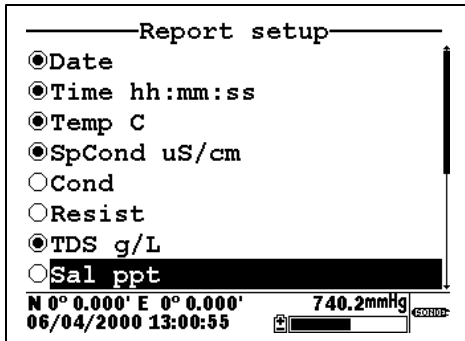 Report setup
Date
Time hh:mm:ss
Temp C
SpCond uS/cm
Cond
Resist
TDS g/L
Sal ppt
N 0° 0.000' E 0° 0.000' 740.2mmHg
06/04/2000 13:00:55
SONDE